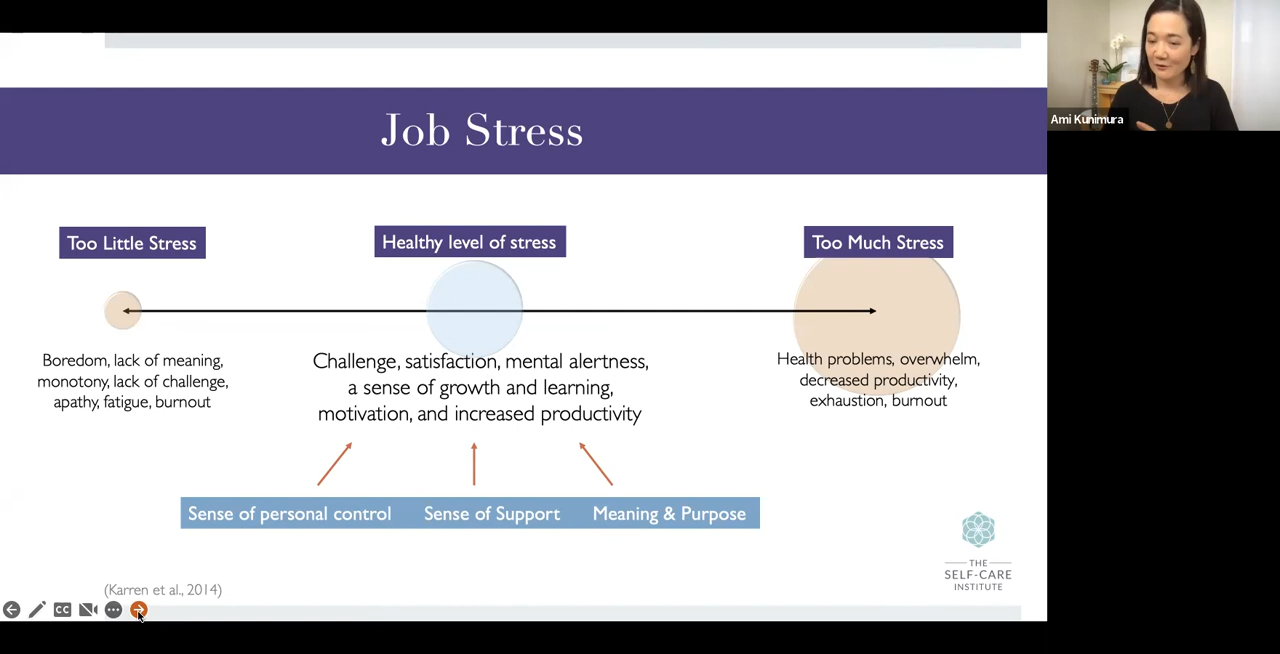 Job Stress
Too Little Stress
Healthy level of stress
Too Much Stress
Boredom, lack of meaning,
monotony, lack of challenge,
apathy, fatigue, burnout
Challenge, satisfaction, mental alertness,
a sense of growth and learning,
motivation, and increased productivity
Health problems, overwhelm,
decreased productivity,
exhaustion, burnout
Sense of personal control
Sense of Support
Meaning & Purpose
THE
SELF-CARE
INSTITUTE
(Karren et al., 2014)
CC
Ami Kunimura